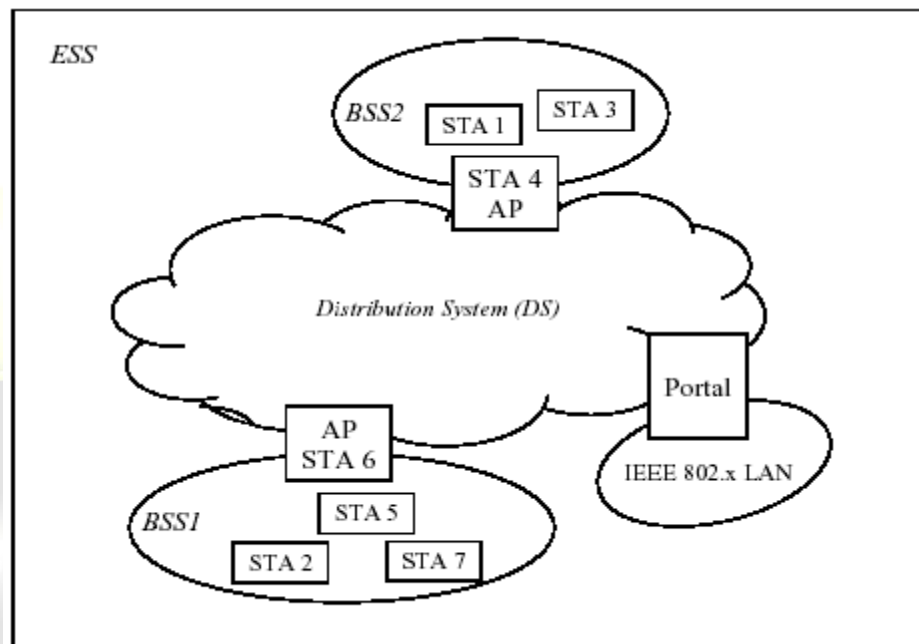 ESS
BSS2
STA 1
STA 3
STA 4
AP
Distribution System (DS)
Portal
IEEE 802.x LAN
AP
STA 6
BSS1
STA 5
STA 2
STA 7